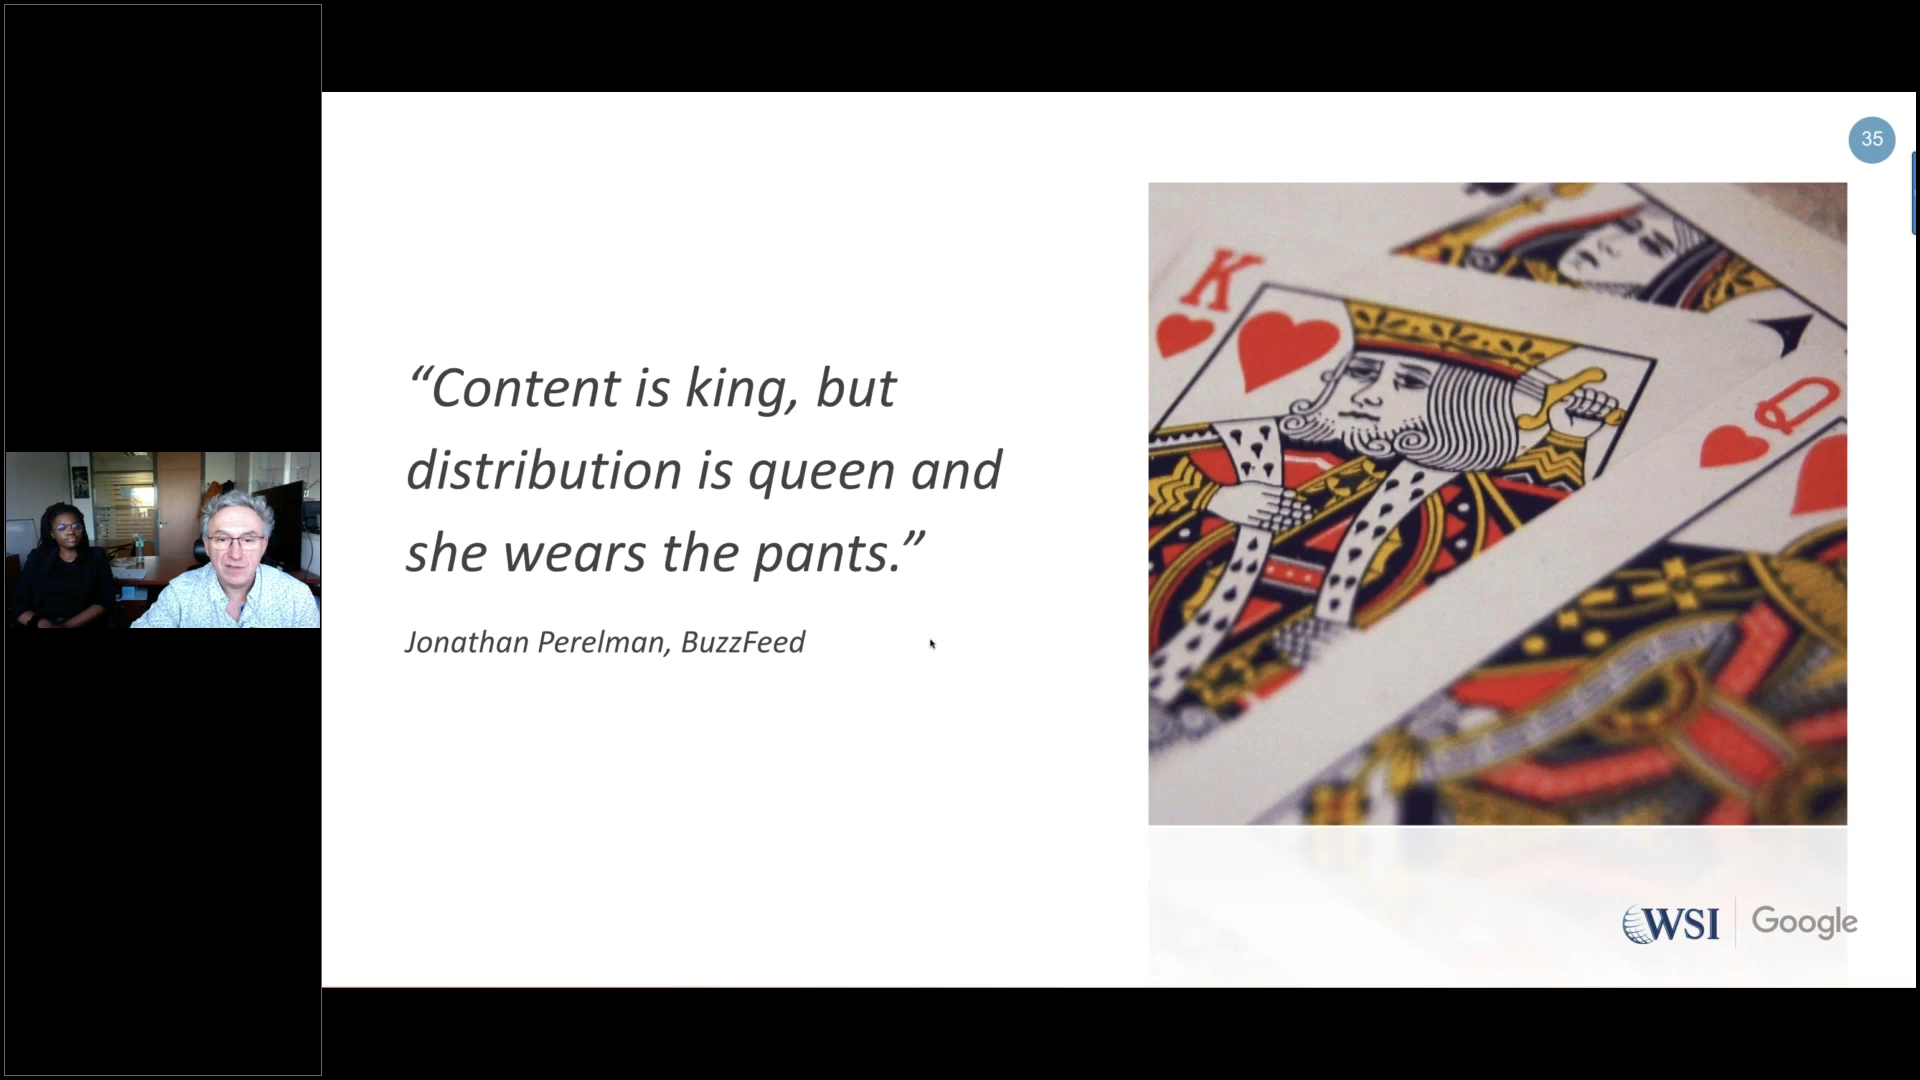 35
“Content is king, but
distribution is queen and
she wears the pants.”
Jonathan Perelman, BuzzFeed
K
Q
WSI
Google